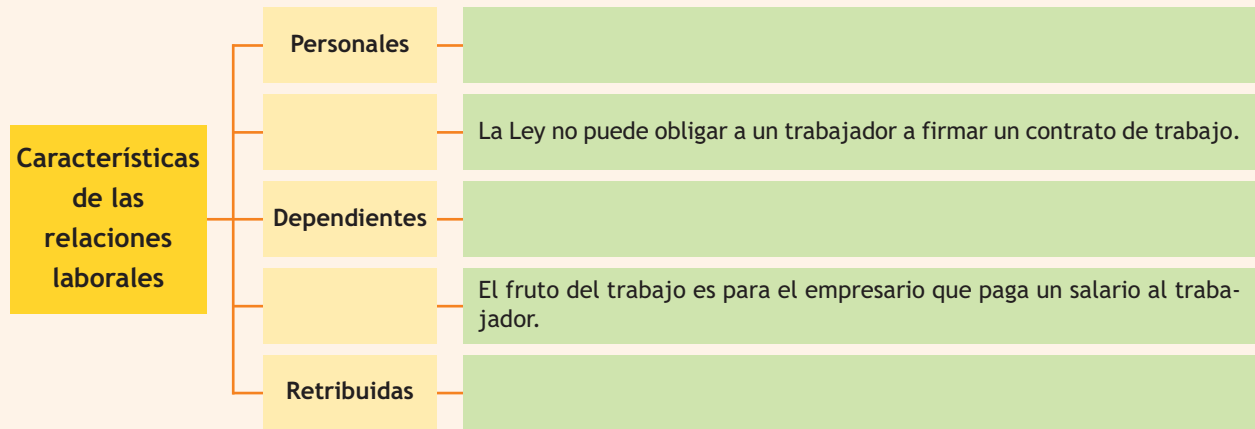 Características
de las
relaciones
laborales
Personales
La Ley no puede obligar a un trabajador a firmar un contrato de trabajo.
Dependientes
El fruto del trabajo es para el empresario que paga un salario al traba-
jador.
Retribuidas